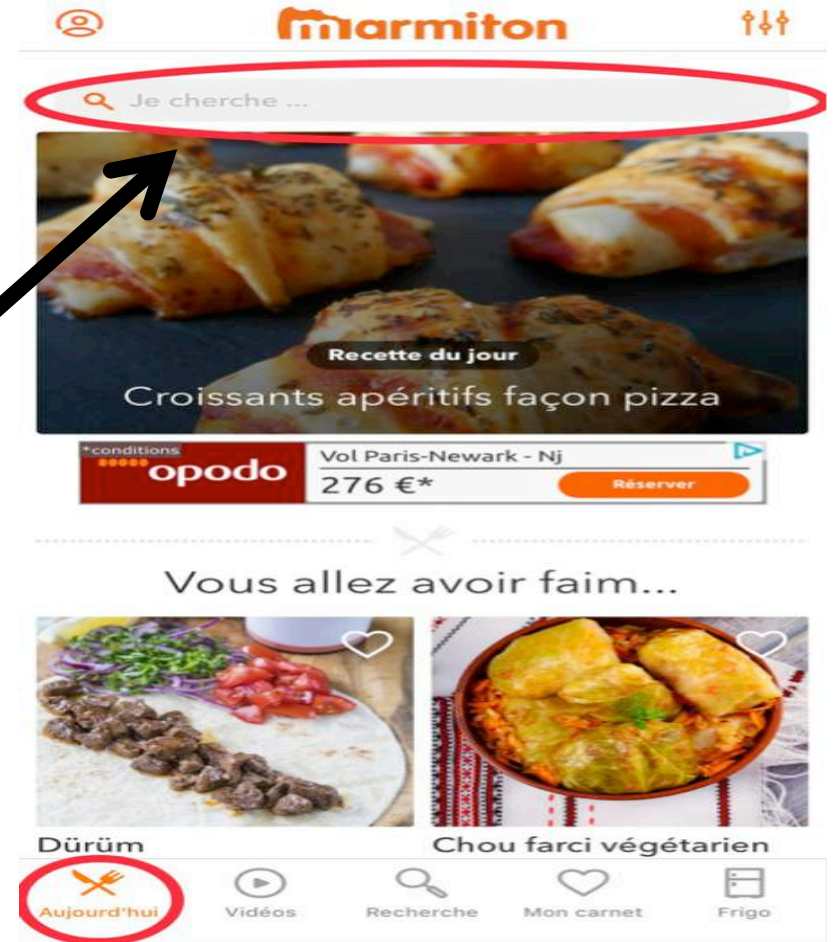 marmiton
Je cherche ...
Recette du jour
Croissants apéritifs façon pizza
*conditions
opodo
Vol Paris-Newark - Nj
276 €*
Réserver
Vous allez avoir faim...
Dürüm
Chou farci végétarien
Aujourd'hui
Vidéos
Recherche
Mon carnet
Frigo